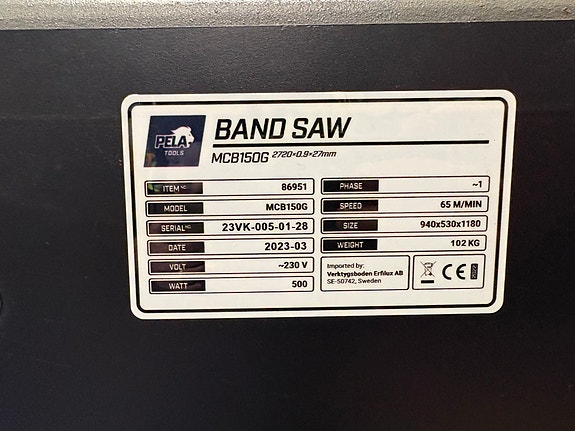 PELA
TOOLS
BAND SAW
MCB150G 2720×0.9×27mm
ITEM NO 86951
MODEL MCB150G
SERIAL NO 23VK-005-01-28
DATE 2023-03
VOLT ~230 V
WATT 500
PHASE ~1
SPEED 65 M/MIN
SIZE 940x530x1180
WEIGHT 102 KG
Imported by:
Verktygsboden Erfilux AB
SE-50742, Sweden
CE